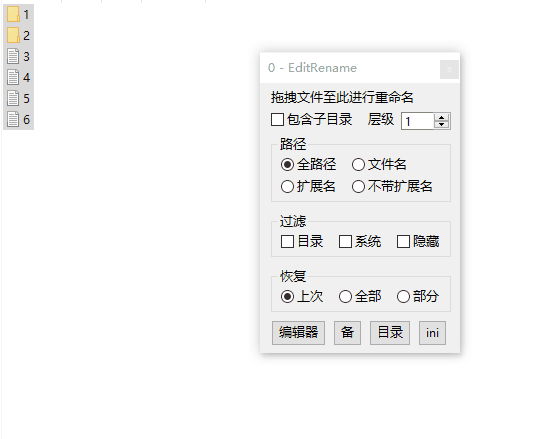 1
2
3
4
5
6
0 - EditRename
拖拽文件至此进行重命名
包含子目录 层级 1
路径
全路径 文件名
扩展名 不带扩展名
过滤
目录 系统 隐藏
恢复
上次 全部 部分
编辑器 备 目录 ini